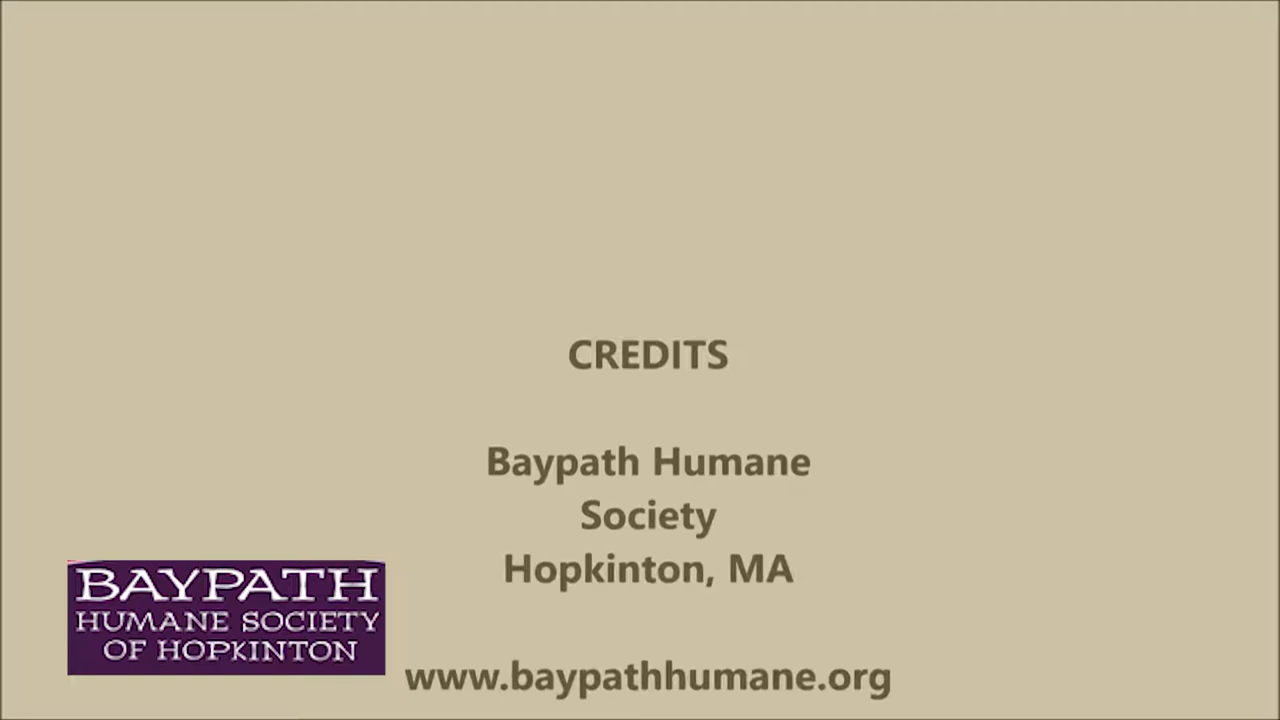 CREDITS
Baypath Humane
Society
Hopkinton, MA
BAYPATH
HUMANE SOCIETY
OF HOPKINTON
www.baypathhumane.org